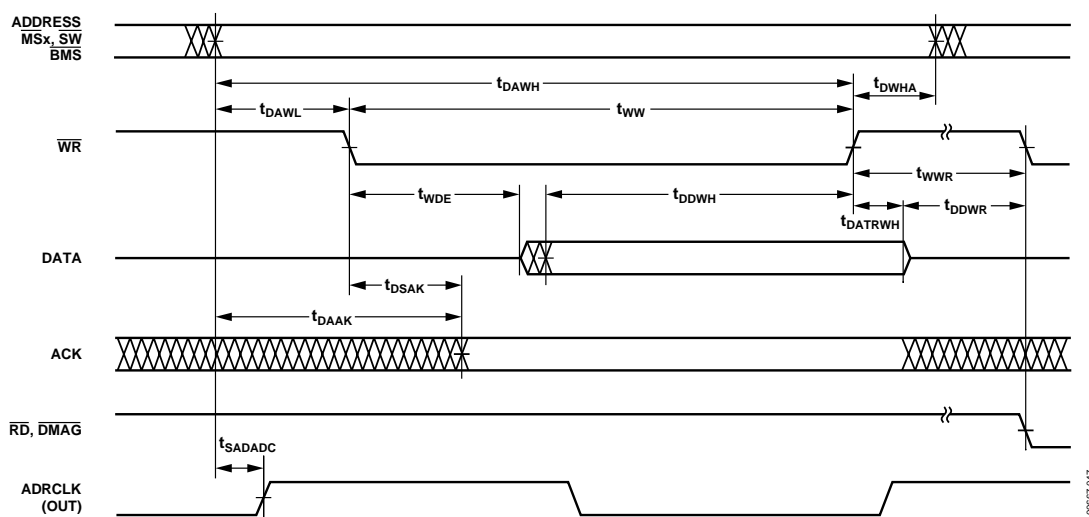 ADDRESS
MSx, SW
BMS
tDAWH
tDWHA
tDAWL
tWW
WR
tWWR
tWDE
tDDWH
tDDWR
tDATRWH
DATA
tDSAK
tDAAK
ACK
RD, DMAG
tSADADC
ADRCLK
(OUT)